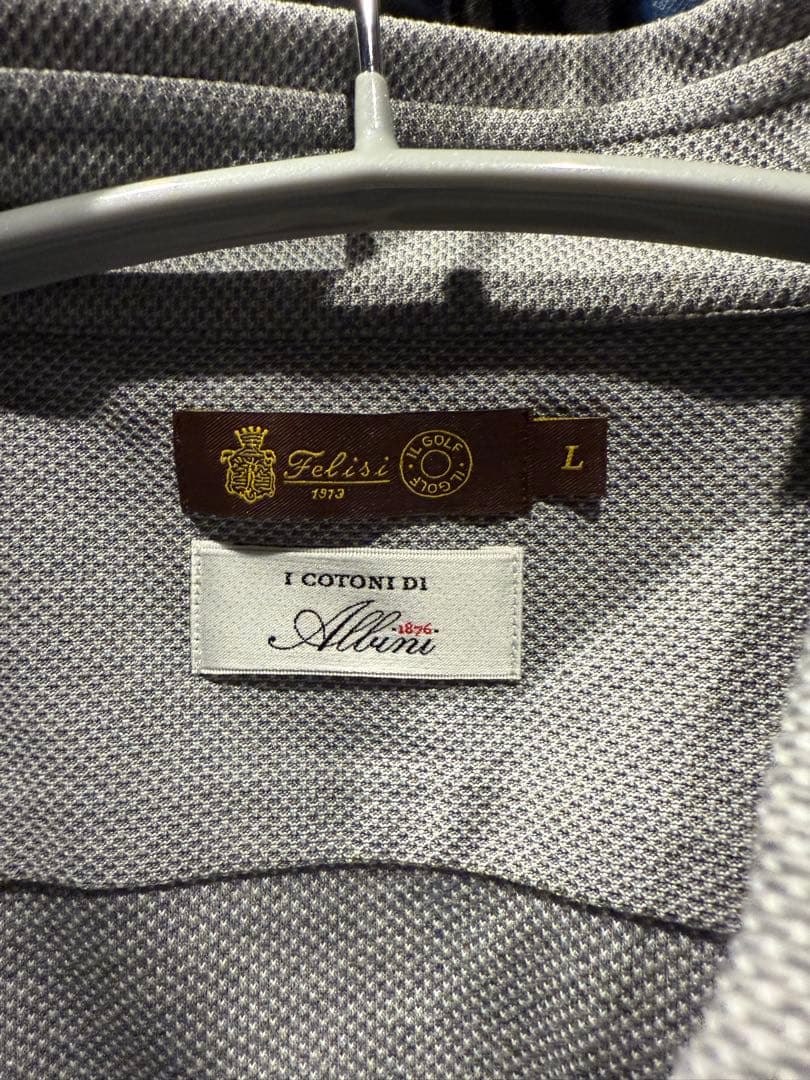 Felisi
1973
IL GOLF · IL GOLF ·
L
I COTONI DI
Albini
-1876-